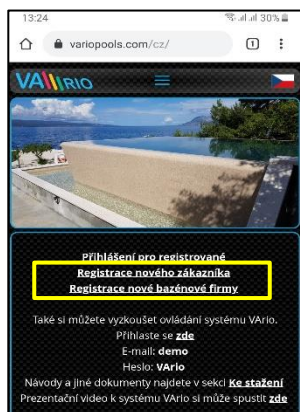 13:24
30%
variopools.com/cz/
1
VArio
Přihlášení pro registrované
Registrace nového zákazníka
Registrace nové bazénové firmy
Také si můžete vyzkoušet ovládání systému VArio.
Přihlaste se zde
E-mail: demo
Heslo: VArio
Návody a jiné dokumenty najdete v sekci Ke stažení
Prezentační video k systému VArio si může spustit zde